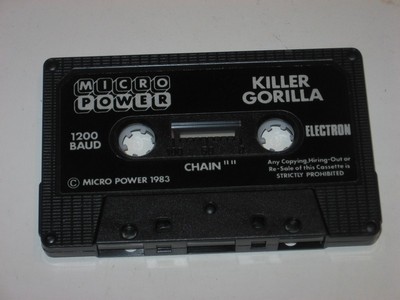 MICRO
POWER
KILLER
GORILLA
1200
BAUD
ELECTRON
CHAIN ""
Any Copying, Hiring-Out or
Re-Sale of this Cassette is
STRICTLY PROHIBITED
© MICRO POWER 1983